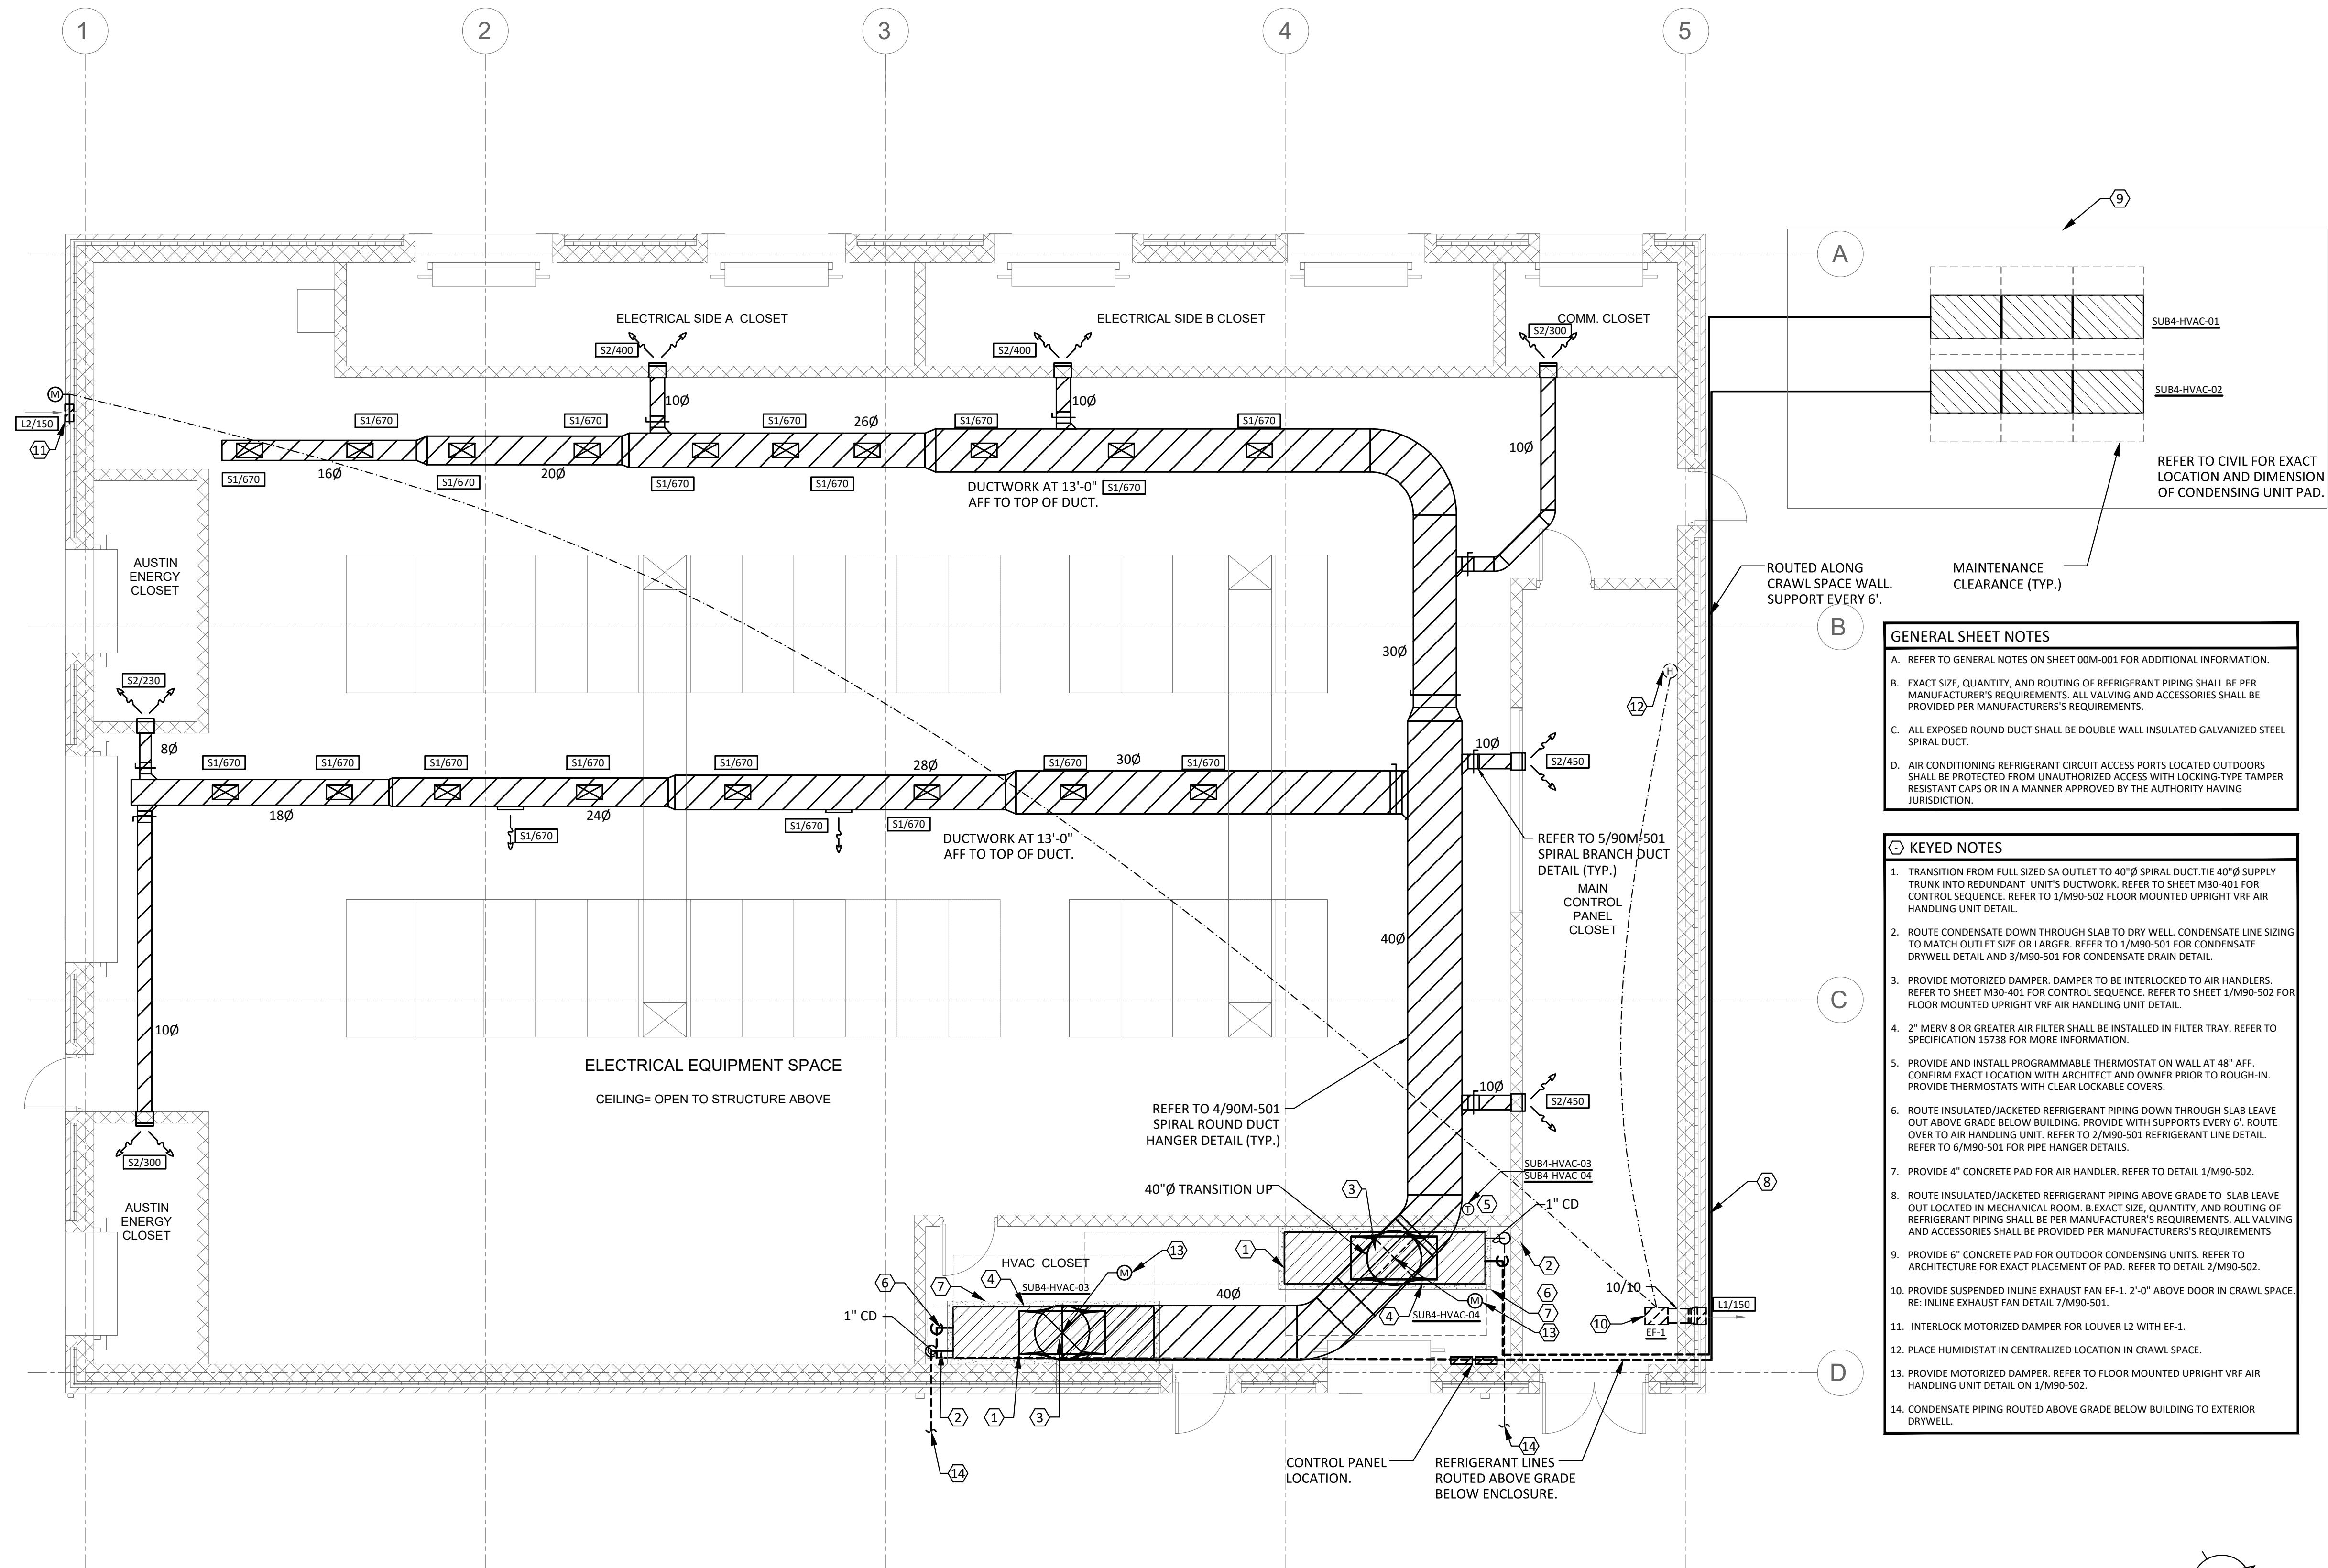 1
2
3
4
5
9
A
ELECTRICAL SIDE A CLOSET
ELECTRICAL SIDE B CLOSET
COMM. CLOSET
S2/400
S2/400
S2/300
SUB4-HVAC-01
SUB4-HVAC-02
M
L2/150
11
10Ø
10Ø
10Ø
S1/670
S1/670
S1/670
26Ø
S1/670
S1/670
S1/670
16Ø
S1/670
20Ø
S1/670
S1/670
DUCTWORK AT 13'-0"
AFF TO TOP OF DUCT.
S1/670
REFER TO CIVIL FOR EXACT
LOCATION AND DIMENSION
OF CONDENSING UNIT PAD.
AUSTIN
ENERGY
CLOSET
ROUTED ALONG
CRAWL SPACE WALL.
SUPPORT EVERY 6'.
MAINTENANCE
CLEARANCE (TYP.)
B
30Ø
H
12
S2/230
8Ø
S1/670
S1/670
S1/670
S1/670
S1/670
28Ø
S1/670
30Ø
S1/670
10Ø
S2/450
18Ø
24Ø
S1/670
S1/670
S1/670
DUCTWORK AT 13'-0"
AFF TO TOP OF DUCT.
REFER TO 5/90M-501
SPIRAL BRANCH DUCT
DETAIL (TYP.)
MAIN
CONTROL
PANEL
CLOSET
40Ø
C
10Ø
ELECTRICAL EQUIPMENT SPACE
CEILING= OPEN TO STRUCTURE ABOVE
REFER TO 4/90M-501
SPIRAL ROUND DUCT
HANGER DETAIL (TYP.)
10Ø
S2/450
S2/300
AUSTIN
ENERGY
CLOSET
SUB4-HVAC-03
SUB4-HVAC-04
40"Ø TRANSITION UP
3
T
5
1" CD
8
1
2
HVAC CLOSET
13
M
4
SUB4-HVAC-03
6
7
40Ø
1" CD
M
4
SUB4-HVAC-04
6
7
13
10/10
L1/150
10
EF-1
D
2
1
3
14
14
CONTROL PANEL
LOCATION.
REFRIGERANT LINES
ROUTED ABOVE GRADE
BELOW ENCLOSURE.
GENERAL SHEET NOTES
A. REFER TO GENERAL NOTES ON SHEET 00M-001 FOR ADDITIONAL INFORMATION.
B. EXACT SIZE, QUANTITY, AND ROUTING OF REFRIGERANT PIPING SHALL BE PER
MANUFACTURER'S REQUIREMENTS. ALL VALVING AND ACCESSORIES SHALL BE
PROVIDED PER MANUFACTURERS'S REQUIREMENTS.
C. ALL EXPOSED ROUND DUCT SHALL BE DOUBLE WALL INSULATED GALVANIZED STEEL
SPIRAL DUCT.
D. AIR CONDITIONING REFRIGERANT CIRCUIT ACCESS PORTS LOCATED OUTDOORS
SHALL BE PROTECTED FROM UNAUTHORIZED ACCESS WITH LOCKING-TYPE TAMPER
RESISTANT CAPS OR IN A MANNER APPROVED BY THE AUTHORITY HAVING
JURISDICTION.
- KEYED NOTES
1. TRANSITION FROM FULL SIZED SA OUTLET TO 40"Ø SPIRAL DUCT.TIE 40"Ø SUPPLY
TRUNK INTO REDUNDANT UNIT'S DUCTWORK. REFER TO SHEET M30-401 FOR
CONTROL SEQUENCE. REFER TO 1/M90-502 FLOOR MOUNTED UPRIGHT VRF AIR
HANDLING UNIT DETAIL.
2. ROUTE CONDENSATE DOWN THROUGH SLAB TO DRY WELL. CONDENSATE LINE SIZING
TO MATCH OUTLET SIZE OR LARGER. REFER TO 1/M90-501 FOR CONDENSATE
DRYWELL DETAIL AND 3/M90-501 FOR CONDENSATE DRAIN DETAIL.
3. PROVIDE MOTORIZED DAMPER. DAMPER TO BE INTERLOCKED TO AIR HANDLERS.
REFER TO SHEET M30-401 FOR CONTROL SEQUENCE. REFER TO SHEET 1/M90-502 FOR
FLOOR MOUNTED UPRIGHT VRF AIR HANDLING UNIT DETAIL.
4. 2" MERV 8 OR GREATER AIR FILTER SHALL BE INSTALLED IN FILTER TRAY. REFER TO
SPECIFICATION 15738 FOR MORE INFORMATION.
5. PROVIDE AND INSTALL PROGRAMMABLE THERMOSTAT ON WALL AT 48" AFF.
CONFIRM EXACT LOCATION WITH ARCHITECT AND OWNER PRIOR TO ROUGH-IN.
PROVIDE THERMOSTATS WITH CLEAR LOCKABLE COVERS.
6. ROUTE INSULATED/JACKETED REFRIGERANT PIPING DOWN THROUGH SLAB LEAVE
OUT ABOVE GRADE BELOW BUILDING. PROVIDE WITH SUPPORTS EVERY 6'. ROUTE
OVER TO AIR HANDLING UNIT. REFER TO 2/M90-501 REFRIGERANT LINE DETAIL.
REFER TO 6/M90-501 FOR PIPE HANGER DETAILS.
7. PROVIDE 4" CONCRETE PAD FOR AIR HANDLER. REFER TO DETAIL 1/M90-502.
8. ROUTE INSULATED/JACKETED REFRIGERANT PIPING ABOVE GRADE TO SLAB LEAVE
OUT LOCATED IN MECHANICAL ROOM. B.EXACT SIZE, QUANTITY, AND ROUTING OF
REFRIGERANT PIPING SHALL BE PER MANUFACTURER'S REQUIREMENTS. ALL VALVING
AND ACCESSORIES SHALL BE PROVIDED PER MANUFACTURERS'S REQUIREMENTS
9. PROVIDE 6" CONCRETE PAD FOR OUTDOOR CONDENSING UNITS. REFER TO
ARCHITECTURE FOR EXACT PLACEMENT OF PAD. REFER TO DETAIL 2/M90-502.
10. PROVIDE SUSPENDED INLINE EXHAUST FAN EF-1. 2'-0" ABOVE DOOR IN CRAWL SPACE.
RE: INLINE EXHAUST FAN DETAIL 7/M90-501.
11. INTERLOCK MOTORIZED DAMPER FOR LOUVER L2 WITH EF-1.
12. PLACE HUMIDISTAT IN CENTRALIZED LOCATION IN CRAWL SPACE.
13. PROVIDE MOTORIZED DAMPER. REFER TO FLOOR MOUNTED UPRIGHT VRF AIR
HANDLING UNIT DETAIL ON 1/M90-502.
14. CONDENSATE PIPING ROUTED ABOVE GRADE BELOW BUILDING TO EXTERIOR
DRYWELL.